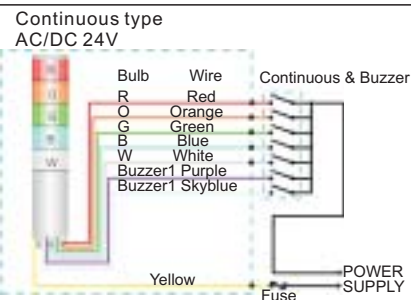 Continuous type
AC/DC 24V
Bulb Wire Continuous & Buzzer
R Red
O Orange
G Green
B Blue
W White
Buzzer1 Purple
Buzzer1 Skyblue
R
O
G
B
W
Yellow
POWER
SUPPLY
Fuse